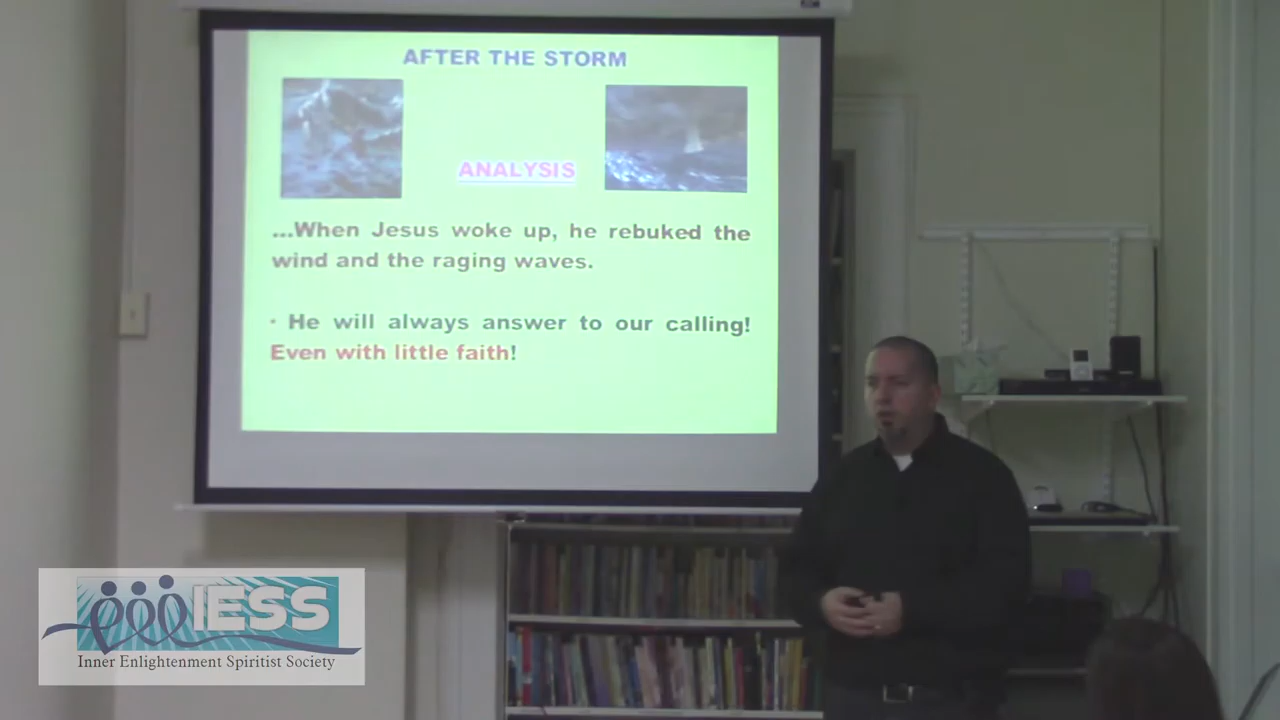 AFTER THE STORM
ANALYSIS
...When Jesus woke up, he rebuked the
wind and the raging waves.
· He will always answer to our calling!
Even with little faith!
IESS
Inner Enlightenment Spiritist Society